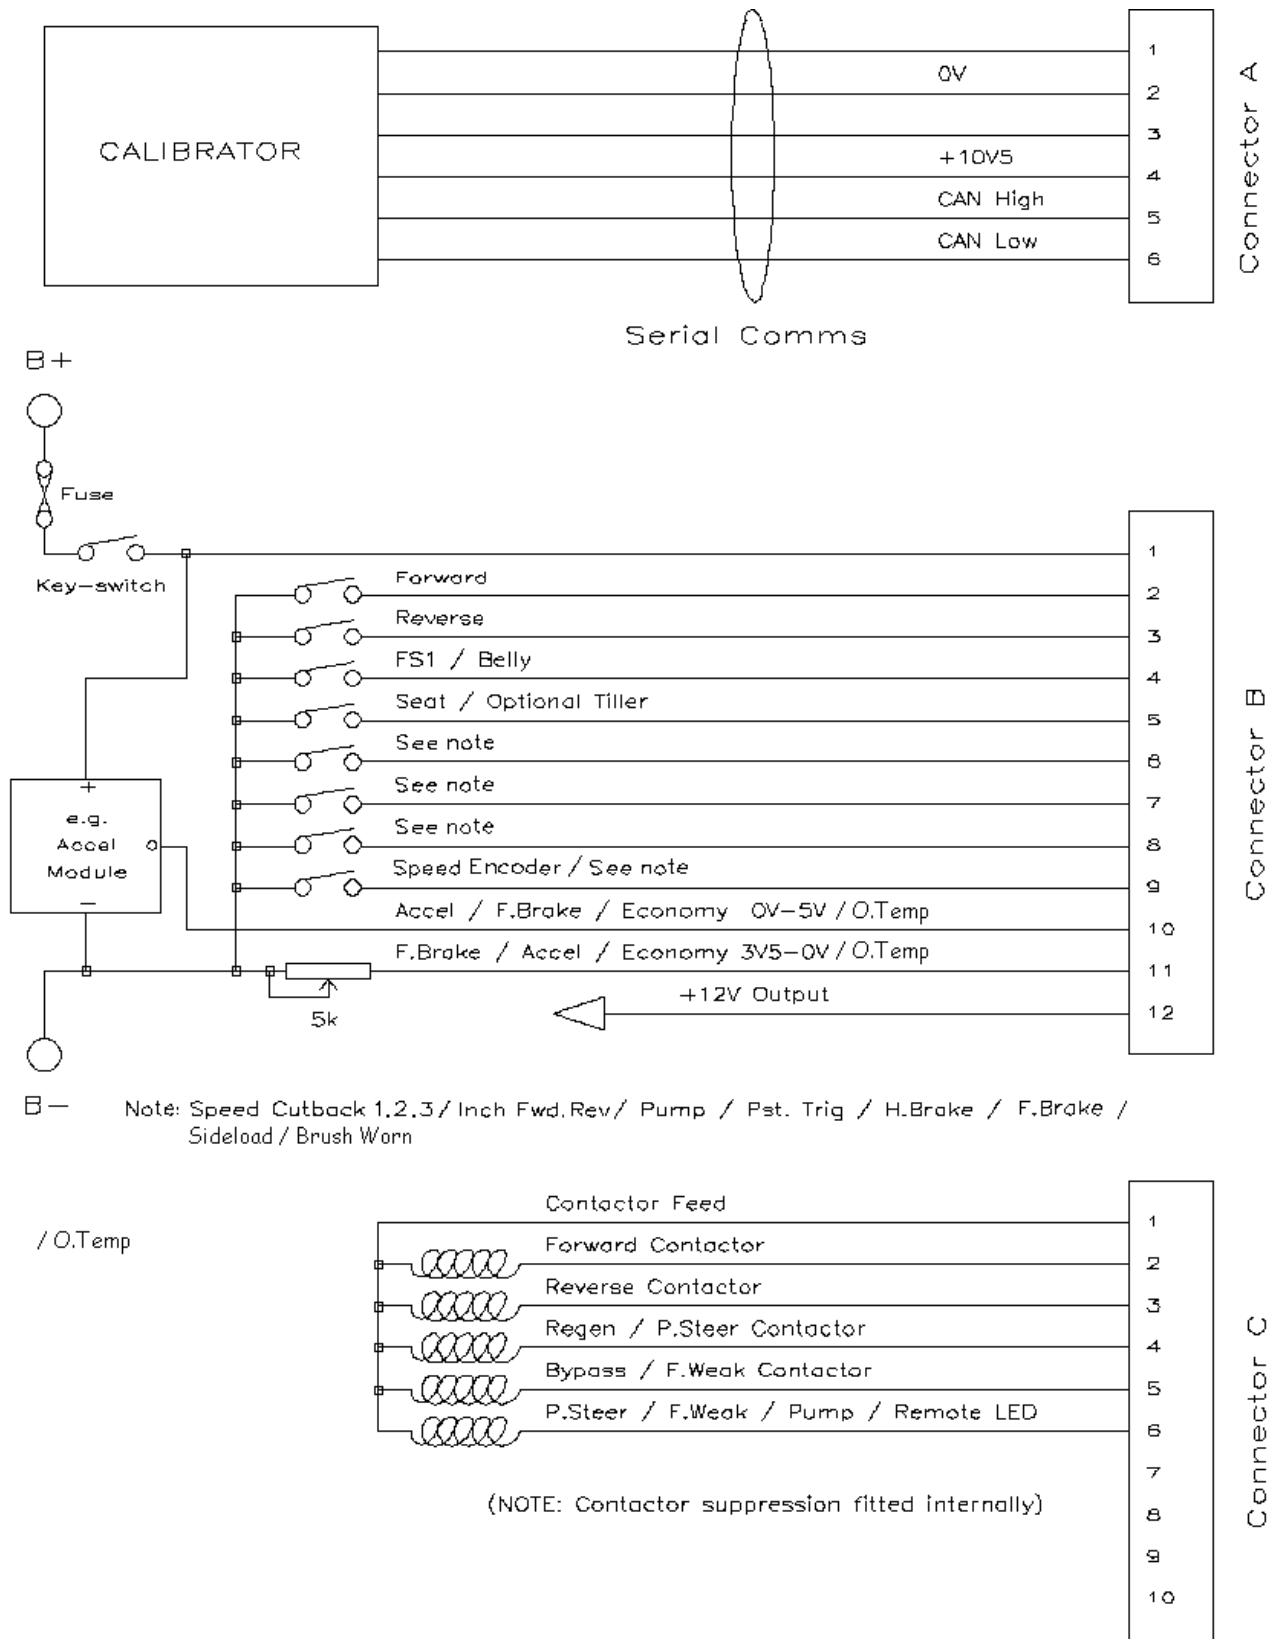 CALIBRATOR
0V
+10V5
CAN High
CAN Low
1
2
3
4
5
6
Connector A
Serial Comms
B+
Fuse
Key-switch
Forward
Reverse
FS1 / Belly
Seat / Optional Tiller
See note
See note
See note
Speed Encoder / See note
Accel / F.Brake / Economy 0V-5V / O.Temp
F.Brake / Accel / Economy 3V5-0V / O.Temp
+12V Output
1
2
3
4
5
6
7
8
9
10
11
12
Connector B
+
e.g.
Accel
Module
-
5k
B-
Note: Speed Cutback 1.2.3 / Inch Fwd.Rev / Pump / Pst. Trig / H.Brake / F.Brake /
Sideload / Brush Worn
/ O.Temp
Contactor Feed
Forward Contactor
Reverse Contactor
Regen / P.Steer Contactor
Bypass / F.Weak Contactor
P.Steer / F.Weak / Pump / Remote LED
(NOTE: Contactor suppression fitted internally)
1
2
3
4
5
6
7
8
9
10
Connector C